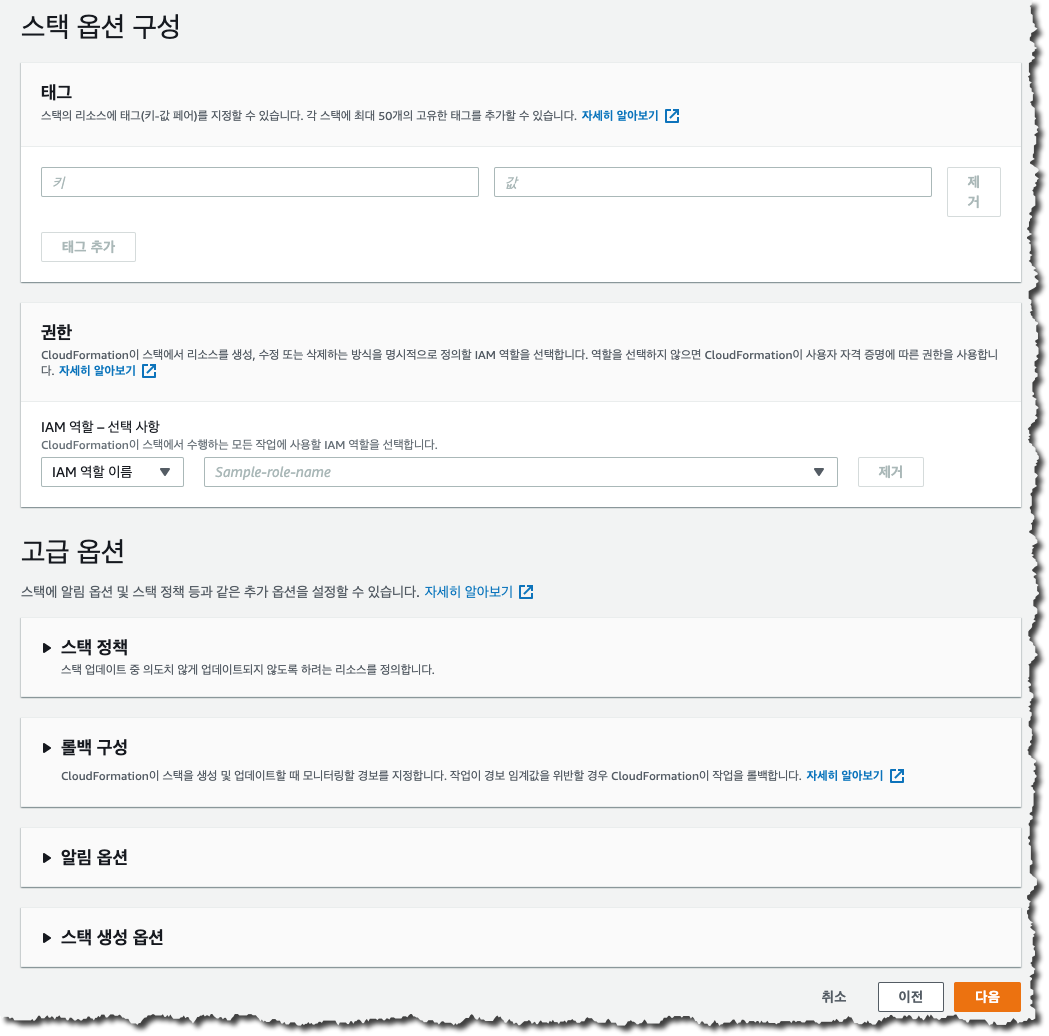 스택 옵션 구성
태그
스택의 리소스에 태그(키-값 페어)를 지정할 수 있습니다. 각 스택에 최대 50개의 고유한 태그를 추가할 수 있습니다. 자세히 알아보기
키
값
제
거
태그 추가
권한
CloudFormation이 스택에서 리소스를 생성, 수정 또는 삭제하는 방식을 명시적으로 정의할 IAM 역할을 선택합니다. 역할을 선택하지 않으면 CloudFormation이 사용자 자격 증명에 따른 권한을 사용합니
다. 자세히 알아보기
IAM 역할 – 선택 사항
CloudFormation이 스택에서 수행하는 모든 작업에 사용할 IAM 역할을 선택합니다.
IAM 역할 이름
Sample-role-name
제거
고급 옵션
스택에 알림 옵션 및 스택 정책 등과 같은 추가 옵션을 설정할 수 있습니다. 자세히 알아보기
스택 정책
스택 업데이트 중 의도치 않게 업데이트되지 않도록 하려는 리소스를 정의합니다.
롤백 구성
CloudFormation이 스택을 생성 및 업데이트할 때 모니터링할 경보를 지정합니다. 작업이 경보 임계값을 위반할 경우 CloudFormation이 작업을 롤백합니다. 자세히 알아보기
알림 옵션
스택 생성 옵션
취소
이전
다음